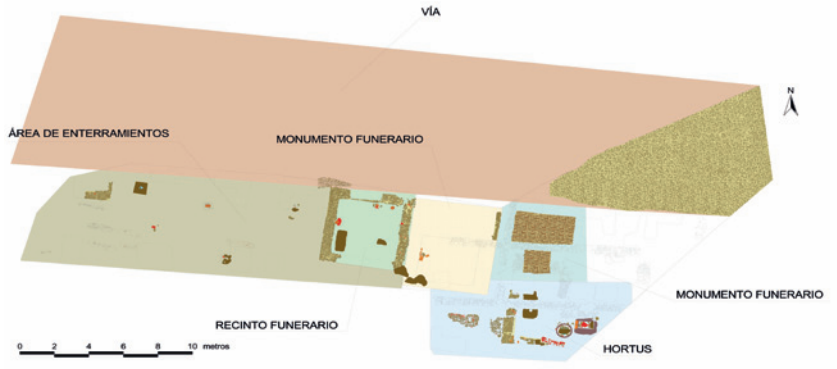 VÍA
N
ÁREA DE ENTERRAMIENTOS
MONUMENTO FUNERARIO
MONUMENTO FUNERARIO
RECINTO FUNERARIO
HORTUS
0 2 4 6 8 10 metros